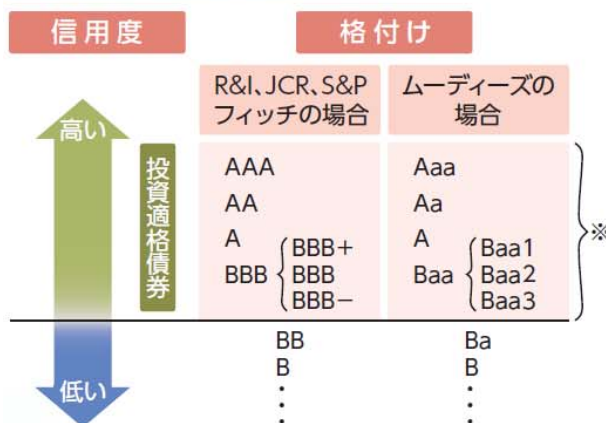 信用度
格付け
R&I、JCR、S&P
フィッチの場合
ムーディーズの
場合
高い
投資適格債券
AAA
AA
A
BBB
BBB+
BBB
BBB−
Aaa
Aa
A
Baa
Baa1
Baa2
Baa3
※
BB
B
・
・
・
Ba
B
・
・
・
低い